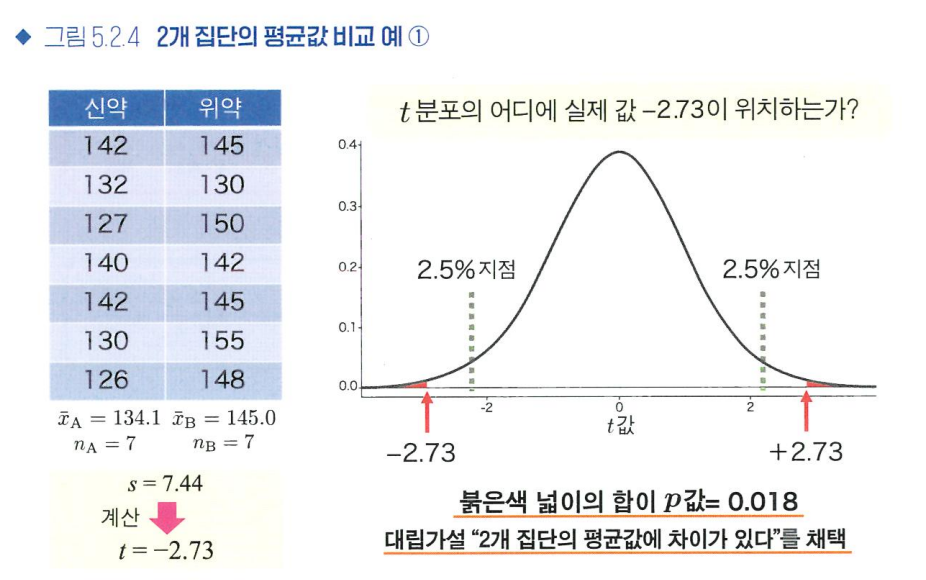 ◆ 그림 5.2.4 2개 집단의 평균값 비교 예 ①
신약 위약
142 145
132 130
127 150
140 142
142 145
130 155
126 148
x̄A = 134.1 x̄B = 145.0
nA = 7 nB = 7
s = 7.44
계산
t = −2.73
t 분포의 어디에 실제 값 −2.73이 위치하는가?
0.4
0.3
0.2
0.1
0.0
2.5% 지점 2.5% 지점
-2 0 2
t값
−2.73 +2.73
붉은색 넓이의 합이 p값= 0.018
대립가설 “2개 집단의 평균값에 차이가 있다”를 채택